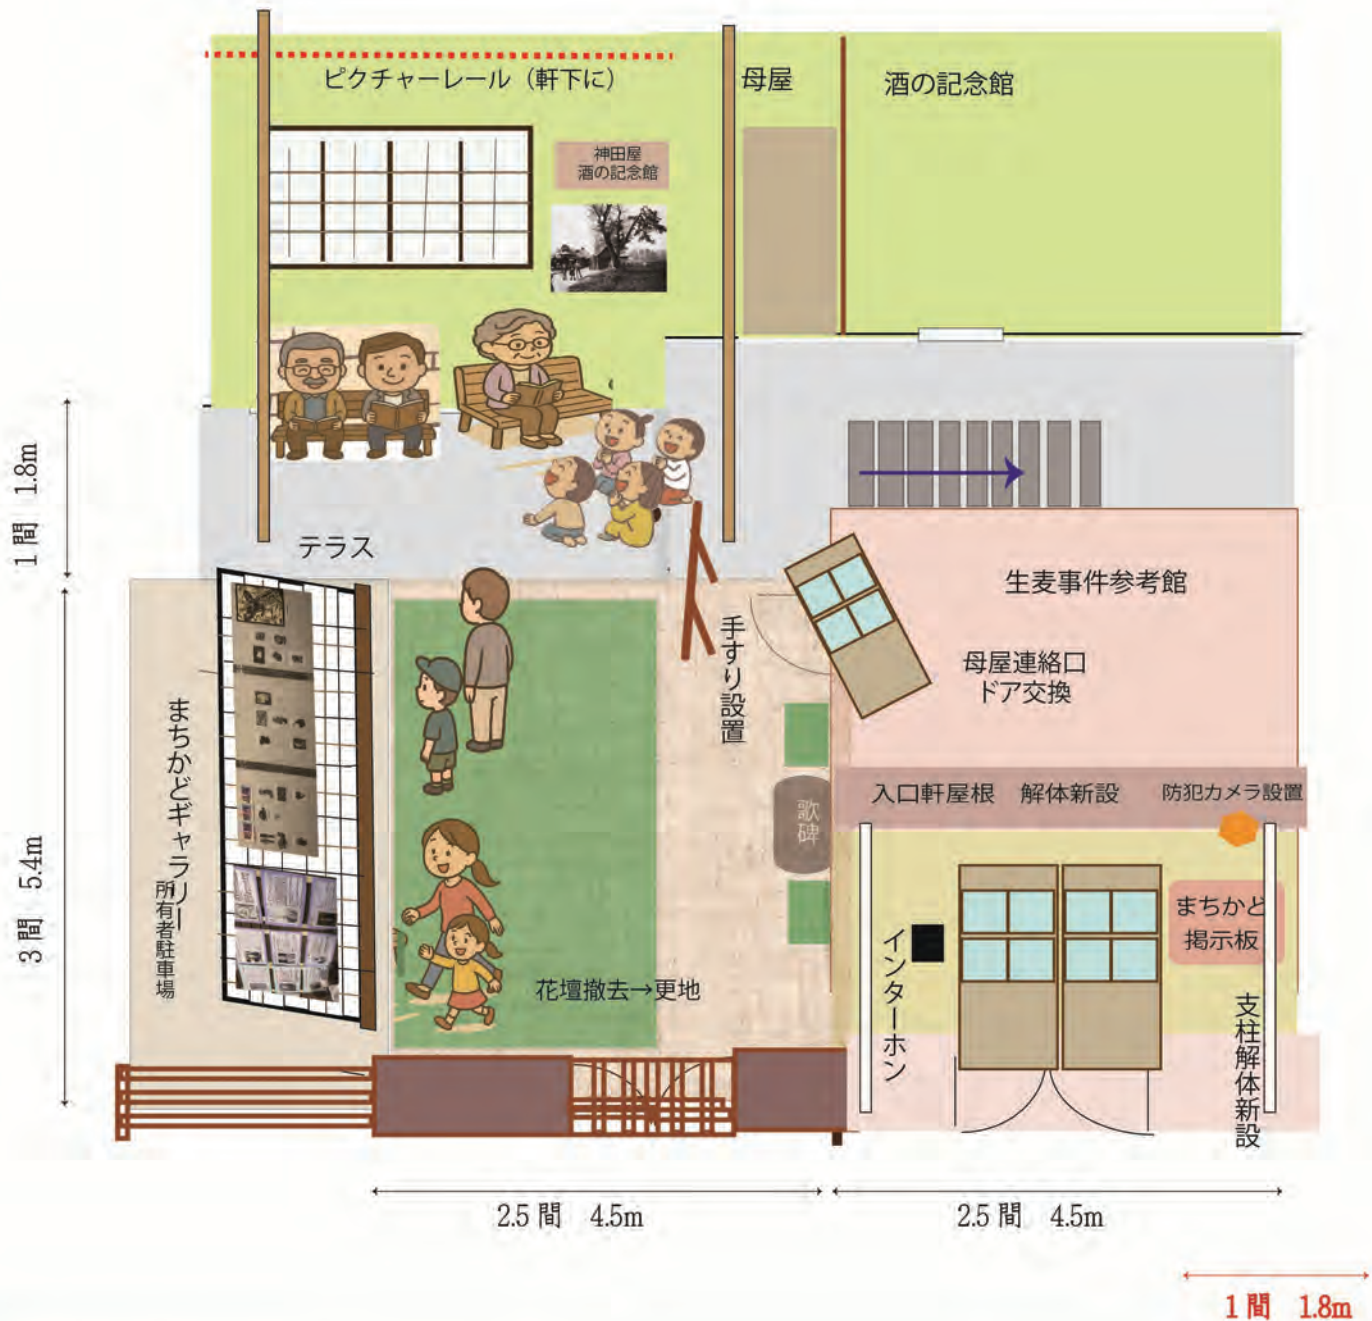 ピクチャーレール（軒下に）
母屋
酒の記念館
神田屋
酒の記念館
1間 1.8m
テラス
生麦事件参考館
母屋連絡口
ドア交換
手すり設置
まちかどギャラリー
所有者駐車場
3間 5.4m
歌碑
入口軒屋根 解体新設
防犯カメラ設置
まちかど
掲示板
インターホン
花壇撤去→更地
支柱解体新設
2.5間 4.5m
2.5間 4.5m
1間 1.8m